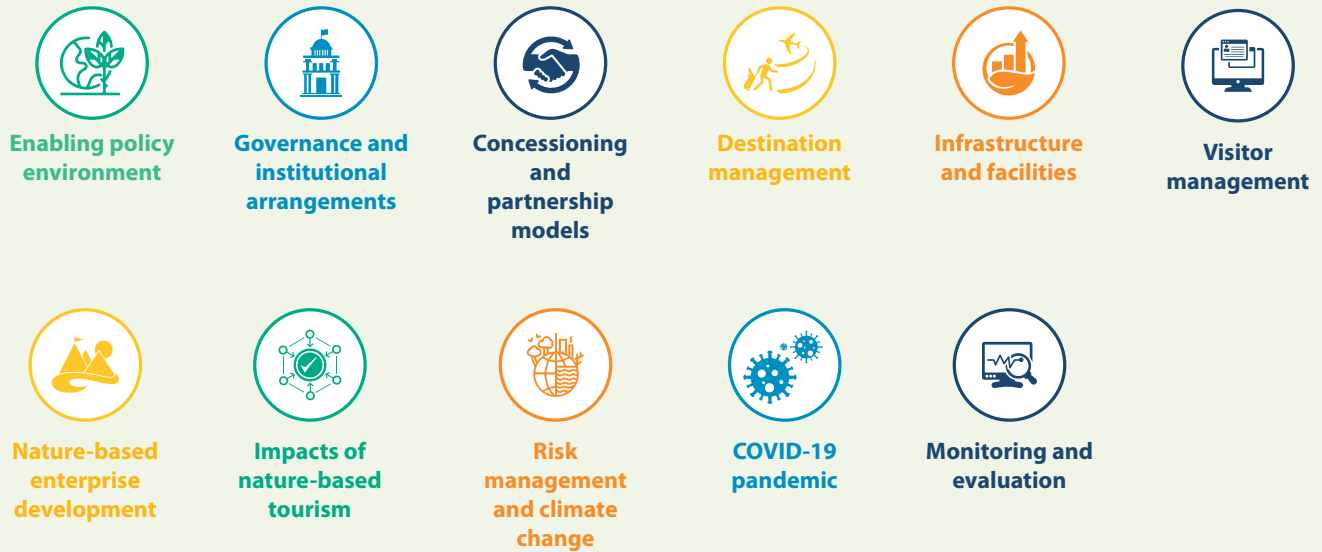 Enabling policy
environment
Governance and
institutional
arrangements
Concessioning
and
partnership
models
Destination
management
Infrastructure
and facilities
Visitor
management
Nature-based
enterprise
development
Impacts of
nature-based
tourism
Risk
management
and climate
change
COVID-19
pandemic
Monitoring and
evaluation